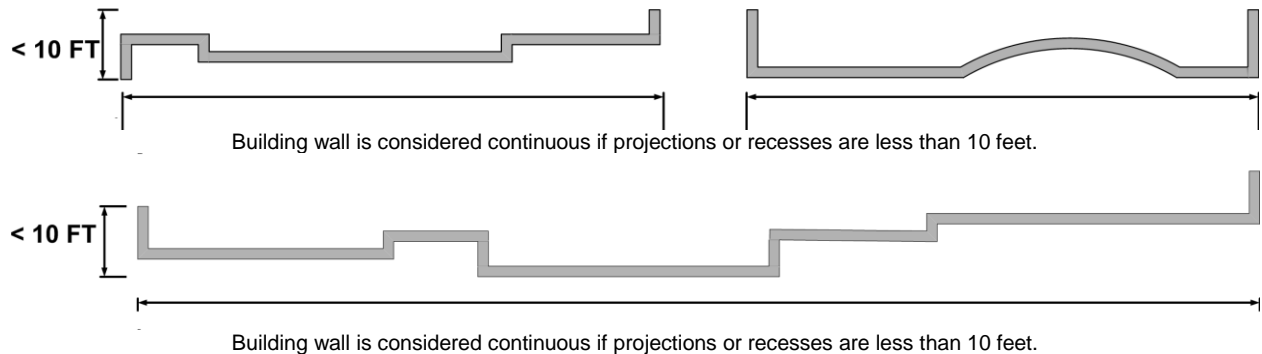 < 10 FT
Building wall is considered continuous if projections or recesses are less than 10 feet.
< 10 FT
Building wall is considered continuous if projections or recesses are less than 10 feet.